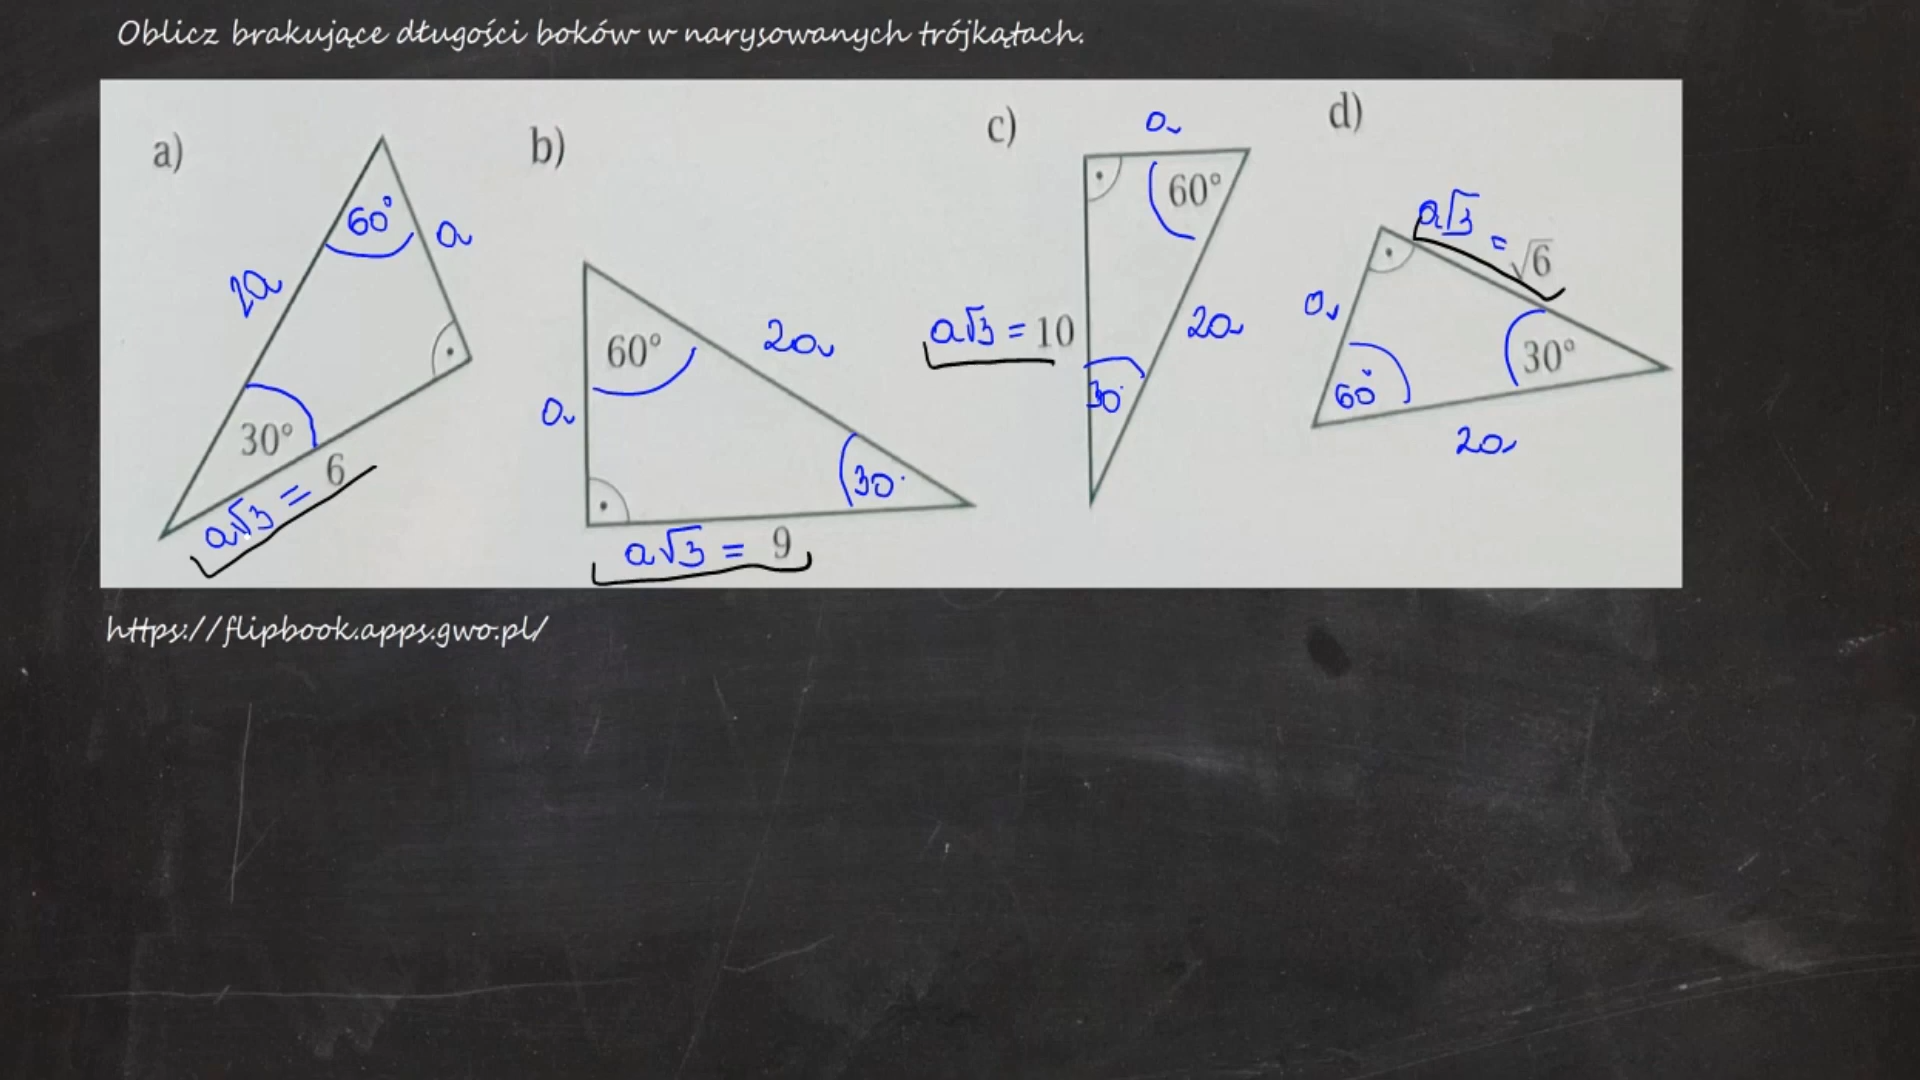 Oblicz brakujące długości boków w narysowanych trójkątach.
a)
60°
a
2a
30°
a√3 = 6
b)
60°
2a
a
30°
a√3 = 9
c)
a
60°
a√3 = 10
2a
30°
d)
a√3 = √6
a
30°
60°
2a
https://flipbook.apps.gwo.pl/